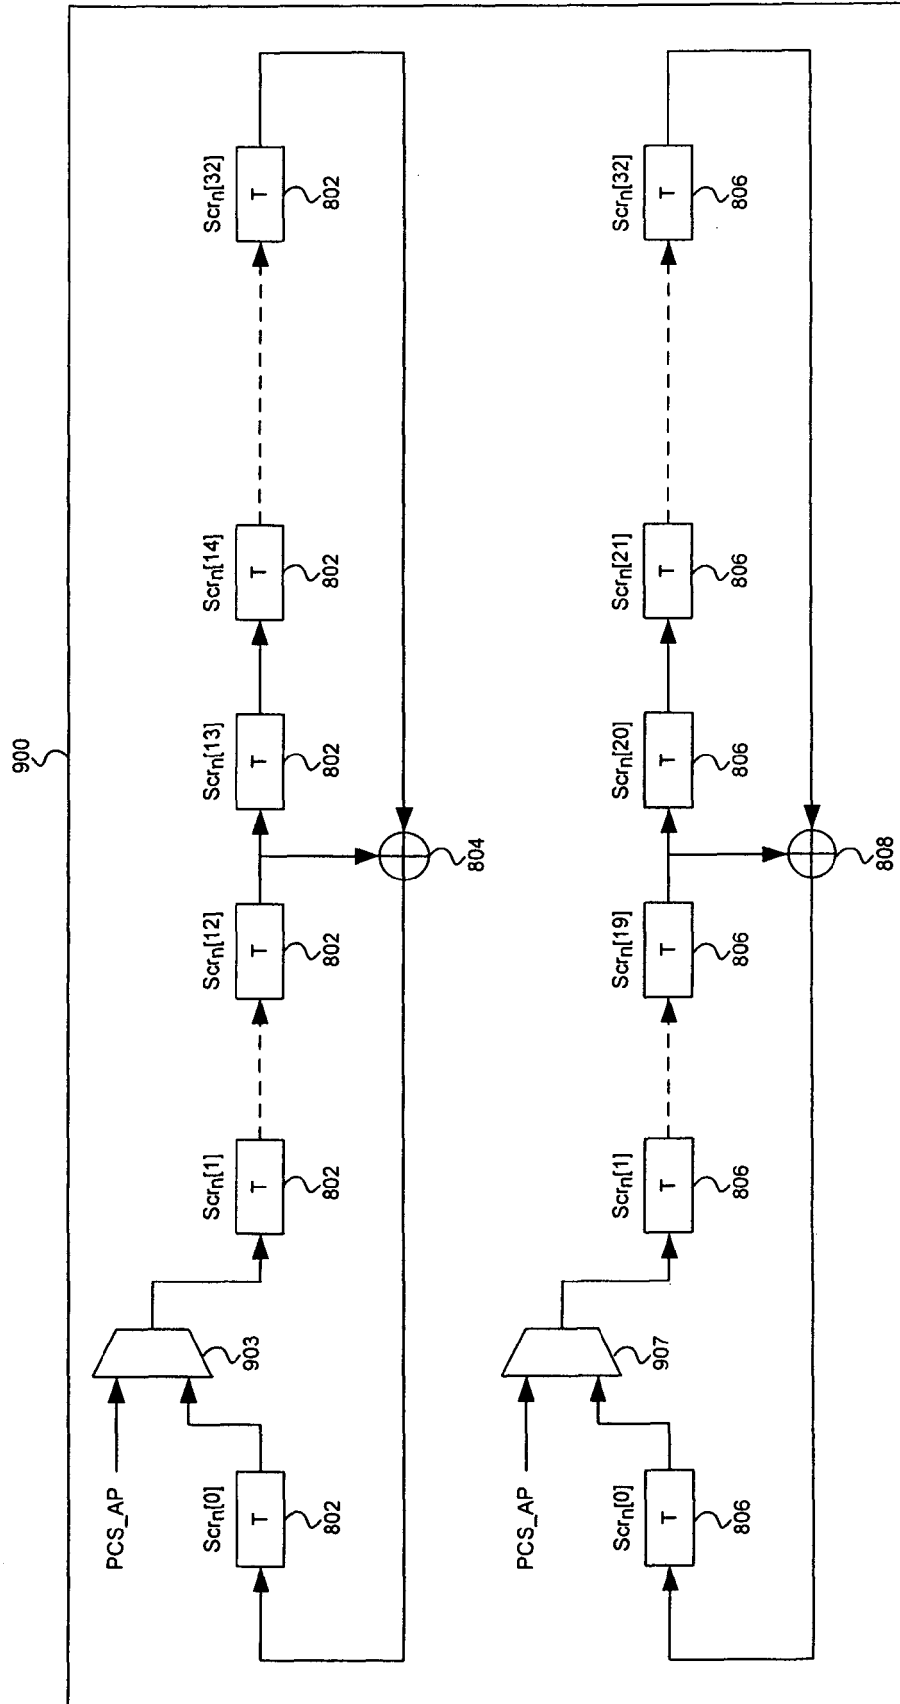 900
PCS_AP
903
Scrn[0]
T
802
Scrn[1]
T
802
Scrn[12]
T
802
Scrn[13]
T
802
Scrn[14]
T
802
Scrn[32]
T
802
804
PCS_AP
907
Scrn[0]
T
806
Scrn[1]
T
806
Scrn[19]
T
806
Scrn[20]
T
806
Scrn[21]
T
806
Scrn[32]
T
806
808